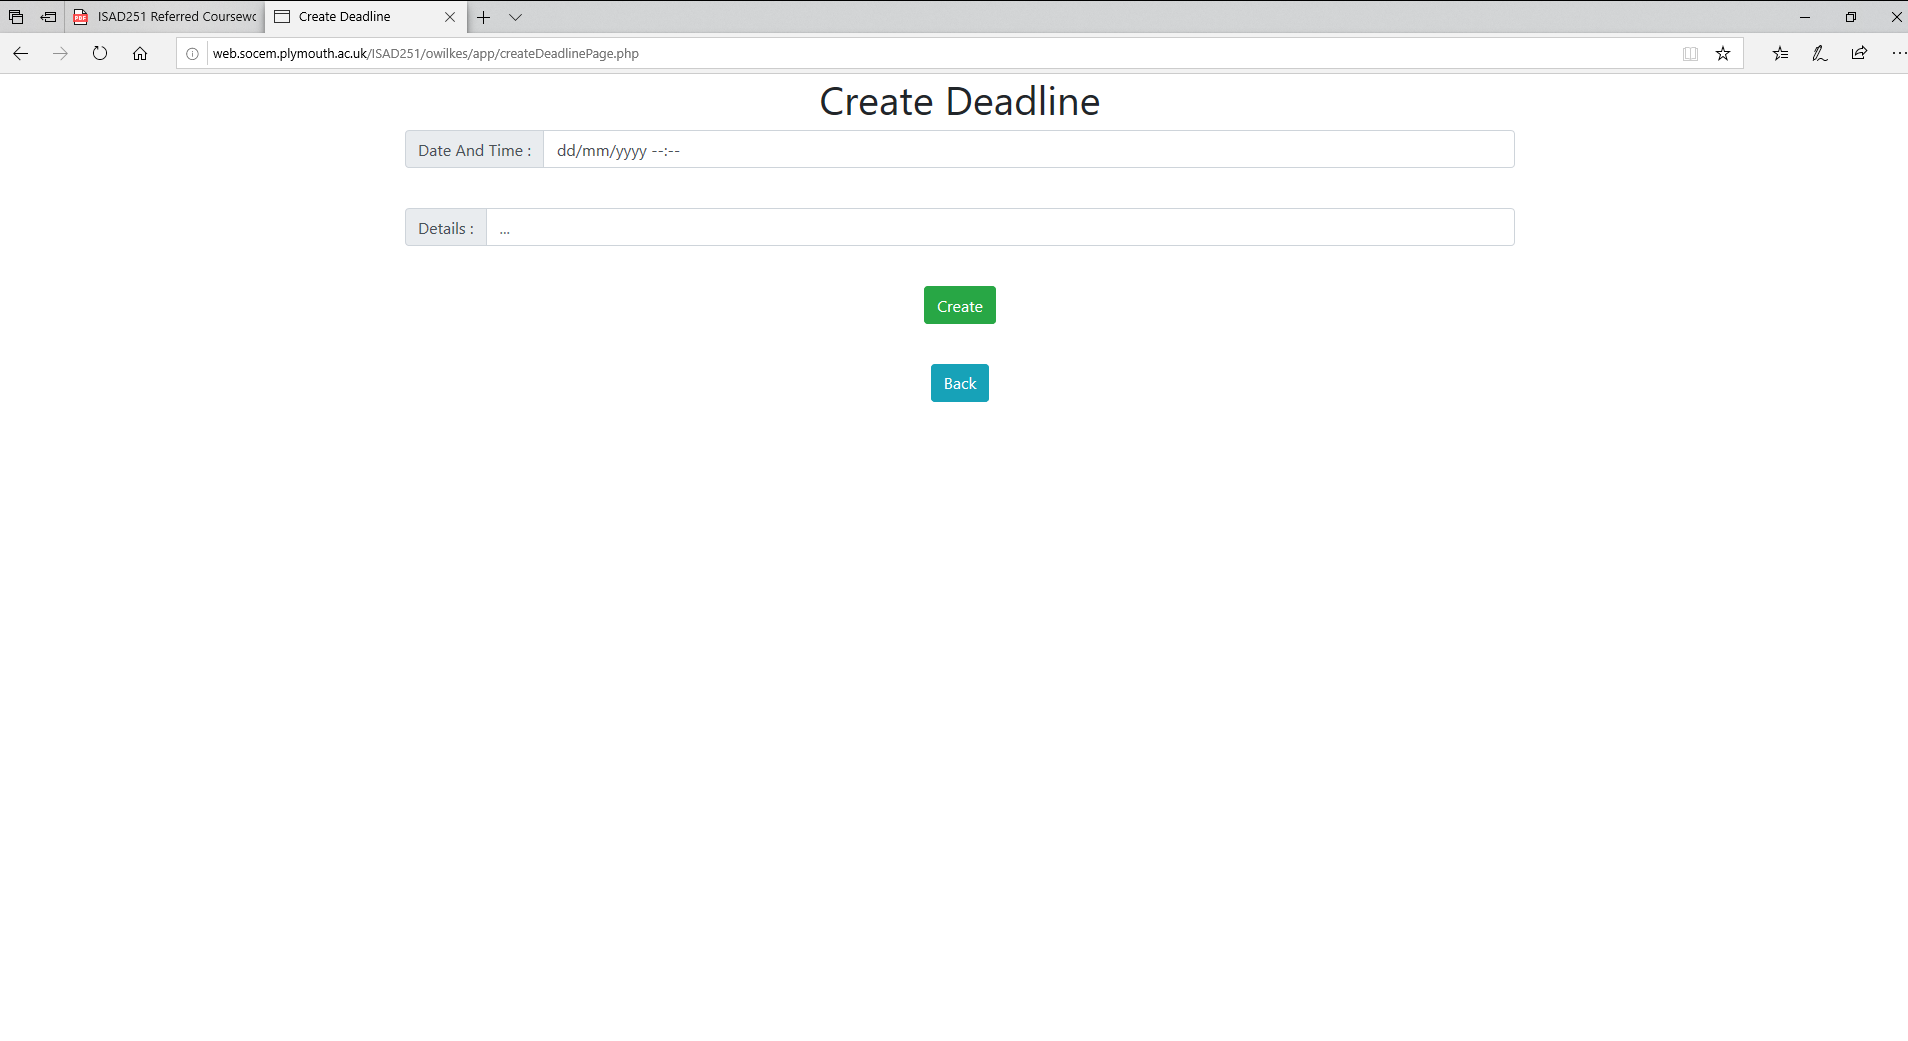 ISAD251 Referred Coursewo
Create Deadline
web.socem.plymouth.ac.uk/ISAD251/owilkes/app/createDeadlinePage.php
Create Deadline
Date And Time : dd/mm/yyyy --:--
Details : ...
Create
Back